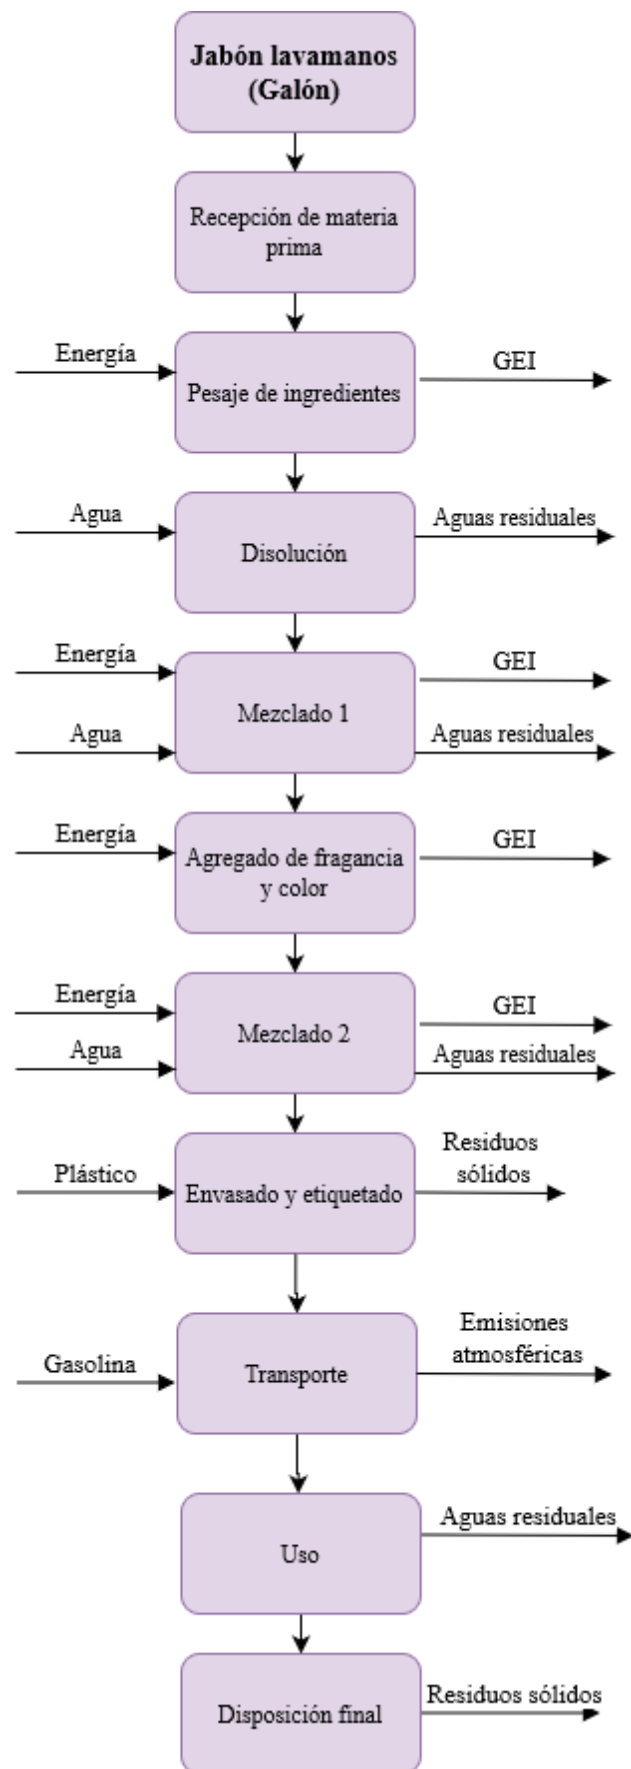 Jabón lavamanos
(Galón)
Recepción de materia
prima
Energía
GEI
Pesaje de ingredientes
Agua
Aguas residuales
Disolución
Energía
GEI
Mezclado 1
Agua
Aguas residuales
Energía
GEI
Agregado de fragancia
y color
Energía
GEI
Mezclado 2
Agua
Aguas residuales
Plástico
Residuos
sólidos
Envasado y etiquetado
Gasolina
Emisiones
atmosféricas
Transporte
Aguas residuales
Uso
Residuos sólidos
Disposición final